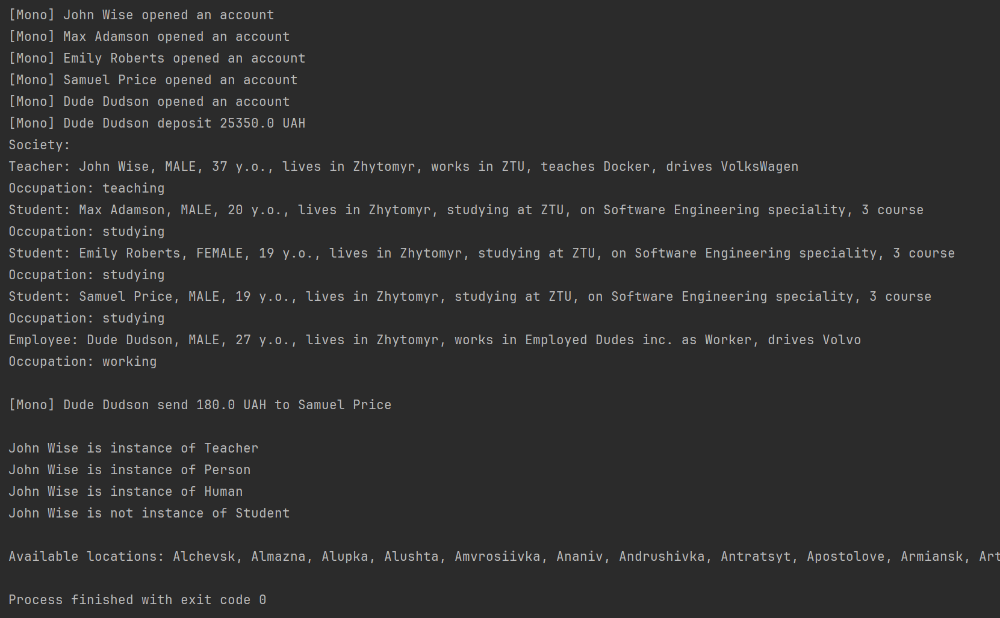 [Mono] John Wise opened an account
[Mono] Max Adamson opened an account
[Mono] Emily Roberts opened an account
[Mono] Samuel Price opened an account
[Mono] Dude Dudson opened an account
[Mono] Dude Dudson deposit 25350.0 UAH
Society:
Teacher: John Wise, MALE, 37 y.o., lives in Zhytomyr, works in ZTU, teaches Docker, drives VolksWagen
Occupation: teaching
Student: Max Adamson, MALE, 20 y.o., lives in Zhytomyr, studying at ZTU, on Software Engineering speciality, 3 course
Occupation: studying
Student: Emily Roberts, FEMALE, 19 y.o., lives in Zhytomyr, studying at ZTU, on Software Engineering speciality, 3 course
Occupation: studying
Student: Samuel Price, MALE, 19 y.o., lives in Zhytomyr, studying at ZTU, on Software Engineering speciality, 3 course
Occupation: studying
Employee: Dude Dudson, MALE, 27 y.o., lives in Zhytomyr, works in Employed Dudes inc. as Worker, drives Volvo
Occupation: working
[Mono] Dude Dudson send 180.0 UAH to Samuel Price
John Wise is instance of Teacher
John Wise is instance of Person
John Wise is instance of Human
John Wise is not instance of Student
Available locations: Alchevsk, Almazna, Alupka, Alushta, Amvrosiivka, Ananiv, Andrushivka, Antratsyt, Apostolove, Armiansk, Art
Process finished with exit code 0